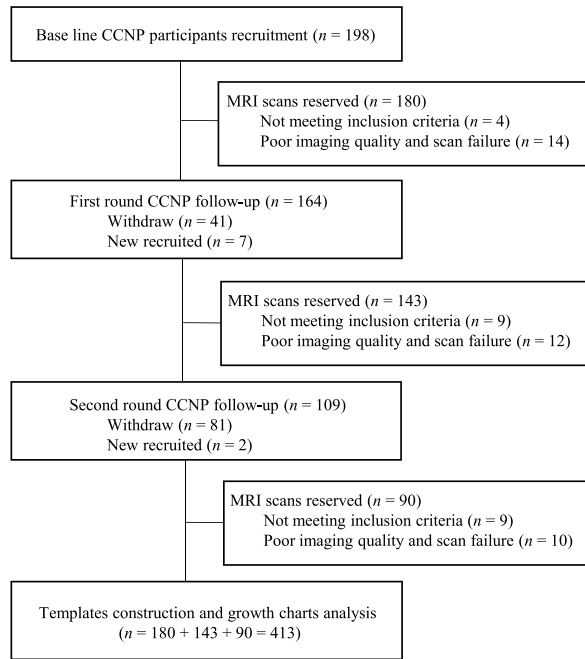 Base line CCNP participants recruitment (n = 198)
MRI scans reserved (n = 180)
Not meeting inclusion criteria (n = 4)
Poor imaging quality and scan failure (n = 14)
First round CCNP follow-up (n = 164)
Withdraw (n = 41)
New recruited (n = 7)
MRI scans reserved (n = 143)
Not meeting inclusion criteria (n = 9)
Poor imaging quality and scan failure (n = 12)
Second round CCNP follow-up (n = 109)
Withdraw (n = 81)
New recruited (n = 2)
MRI scans reserved (n = 90)
Not meeting inclusion criteria (n = 9)
Poor imaging quality and scan failure (n = 10)
Templates construction and growth charts analysis
(n = 180 + 143 + 90 = 413)